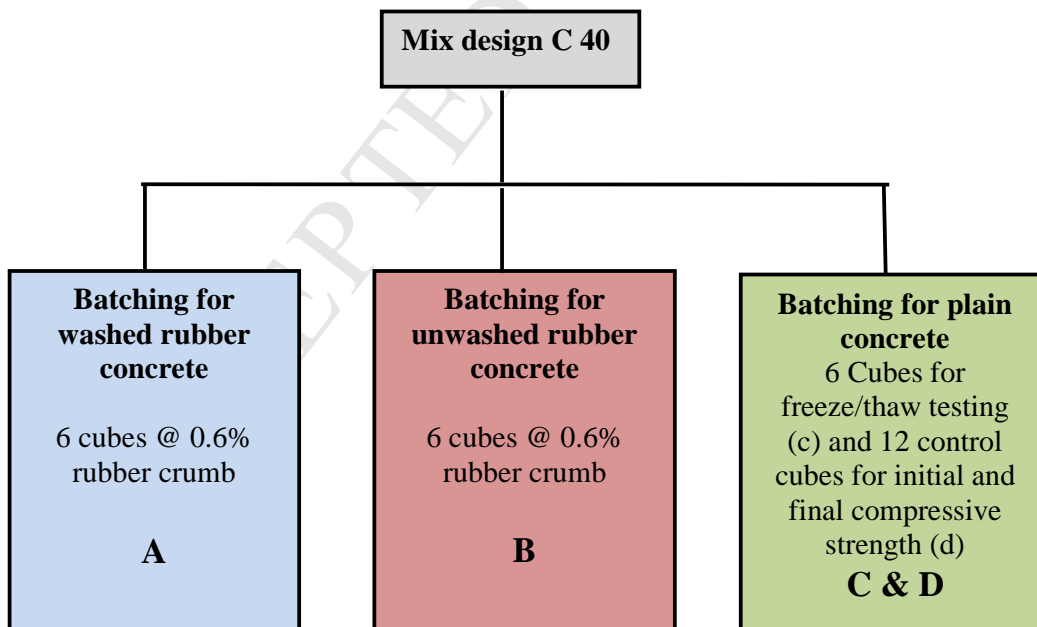 Mix design C 40
Batching for
washed rubber
concrete
6 cubes @ 0.6%
rubber crumb
A
Batching for
unwashed rubber
concrete
6 cubes @ 0.6%
rubber crumb
B
Batching for plain
concrete
6 Cubes for
freeze/thaw testing
(c) and 12 control
cubes for initial and
final compressive
strength (d)
C & D
EPTE